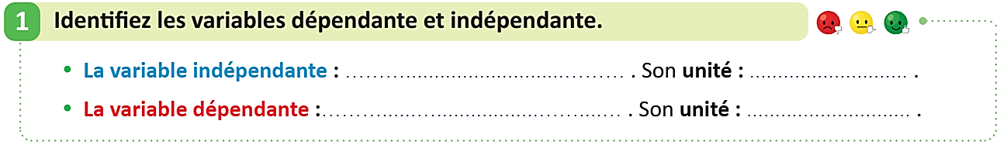 1 Identifiez les variables dépendante et indépendante.
• La variable indépendante : .................................................. . Son unité : ............................ .
• La variable dépendante :...................................................... . Son unité : ............................. .